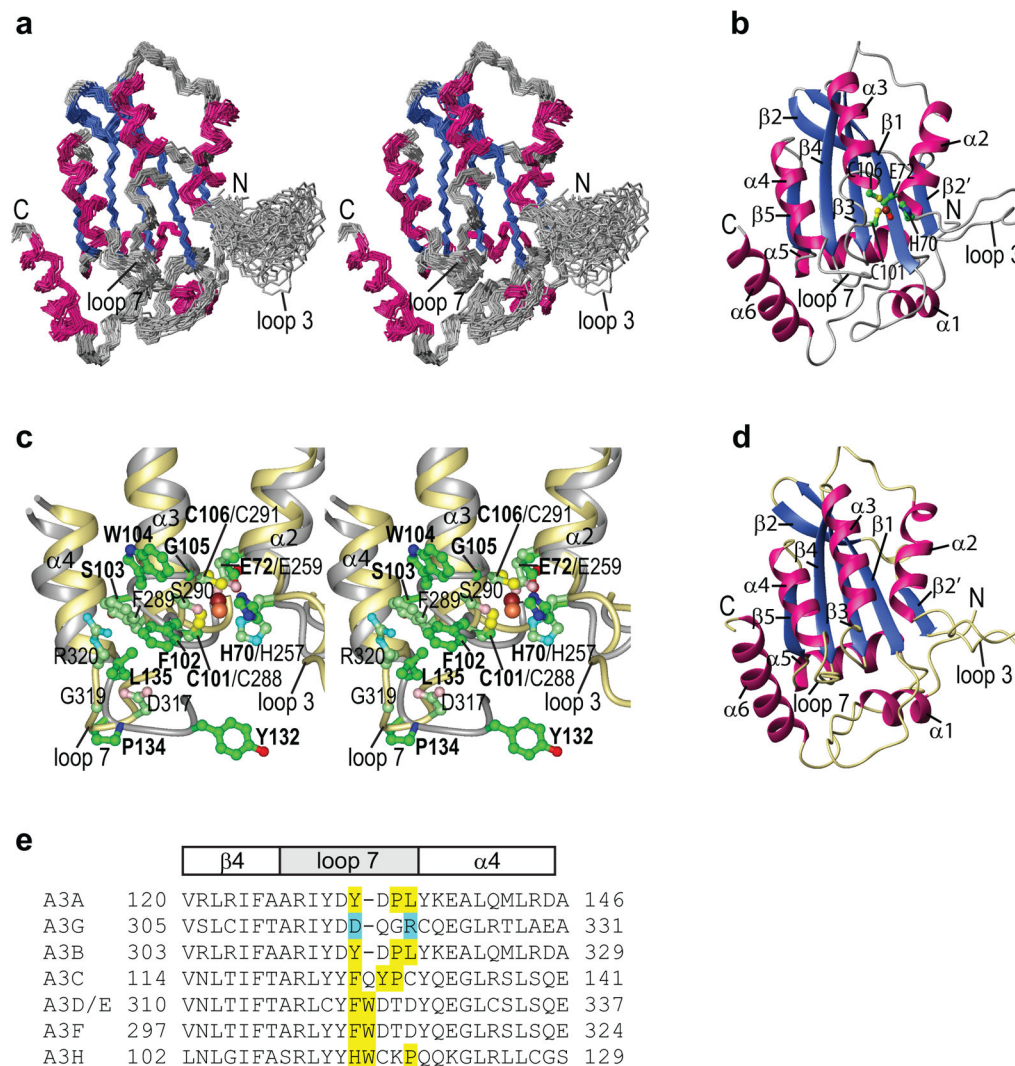 a
C
N
loop 7
loop 3
C
N
loop 7
loop 3
b
α3
β2
β1
α2
β4
C106
E72
α4
β2′
β5
β3
N
C
H70
α5
C101
loop 3
loop 7
α6
α1
c
α3
C106/C291
W104
G105
α2
α4
S103
E72/E259
S290
F289
R320
H70/H257
F102
L135
C101/C288
G319
D317
loop 3
loop 7
P134
Y132
α3
C106/C291
W104
G105
α2
α4
S103
E72/E259
S290
F289
R320
H70/H257
F102
L135
C101/C288
G319
D317
loop 3
loop 7
P134
Y132
d
α3
β2
β1
α2
β4
α4
β2′
C
β5
β3
N
α5
loop 3
α6
loop 7
α1
e
β4 loop 7 α4
A3A 120 VRLRIFAARIYDY-DPLYKEALQMLRDA 146
A3G 305 VSLCIFTARIYDD-QGRCQEGLRTLAEA 331
A3B 303 VRLRIFAARIYDY-DPLYKEALQMLRDA 329
A3C 114 VNLTIFTARLYYFQYPCYQEGLRSLSQE 141
A3D/E 310 VNLTIFTARLCYFWDTDYQEGLCSLSQE 337
A3F 297 VNLTIFTARLYYFWDTDYQEGLRSLSQE 324
A3H 102 LNLGIFASRLYYHWCKPQQKGLRLLCGS 129